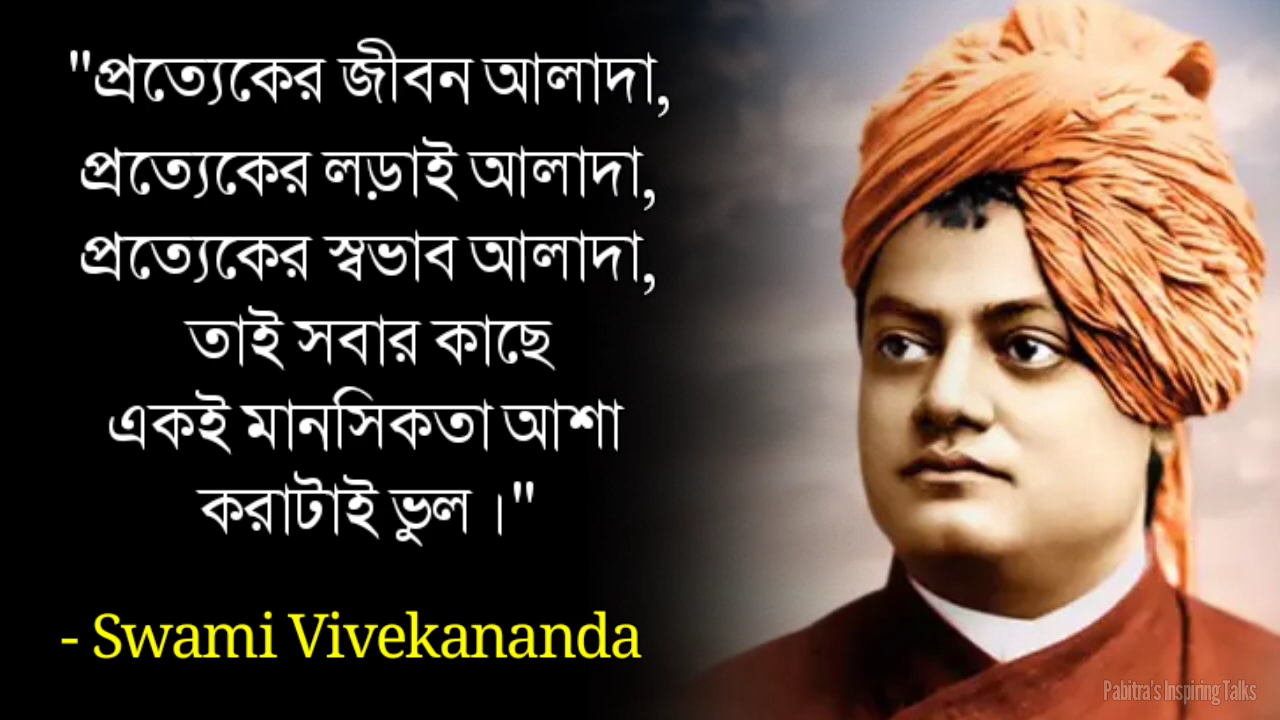 "প্রত্যেকের জীবন আলাদা,
প্রত্যেকের লড়াই আলাদা,
প্রত্যেকের স্বভাব আলাদা,
তাই সবার কাছে
একই মানসিকতা আশা
করাটাই ভুল ।"
- Swami Vivekananda
Pabitra's Inspiring Talks